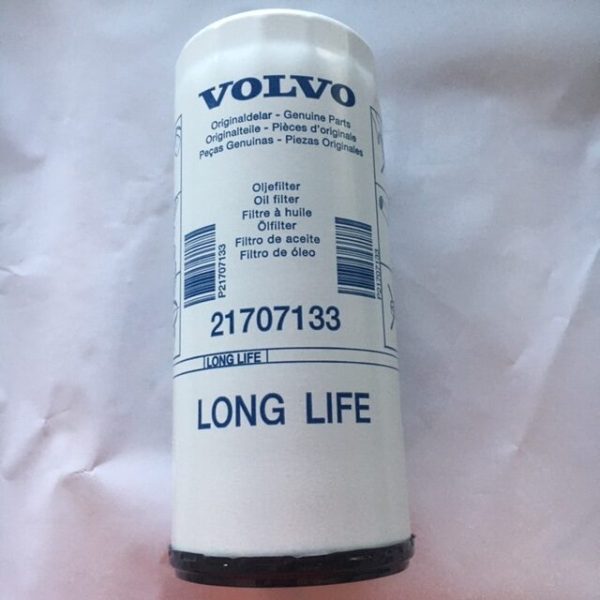 VOLVO
Originaldelar - Genuine Parts
Originalteile - Pièces d'originale
Peças Genuinas - Piezas Originales
Oljefilter
Oil filter
Filtre à huile
Ölfilter
Filtro de aceite
Filtro de óleo
P21707133
P21707133
21707133
LONG LIFE
LONG LIFE